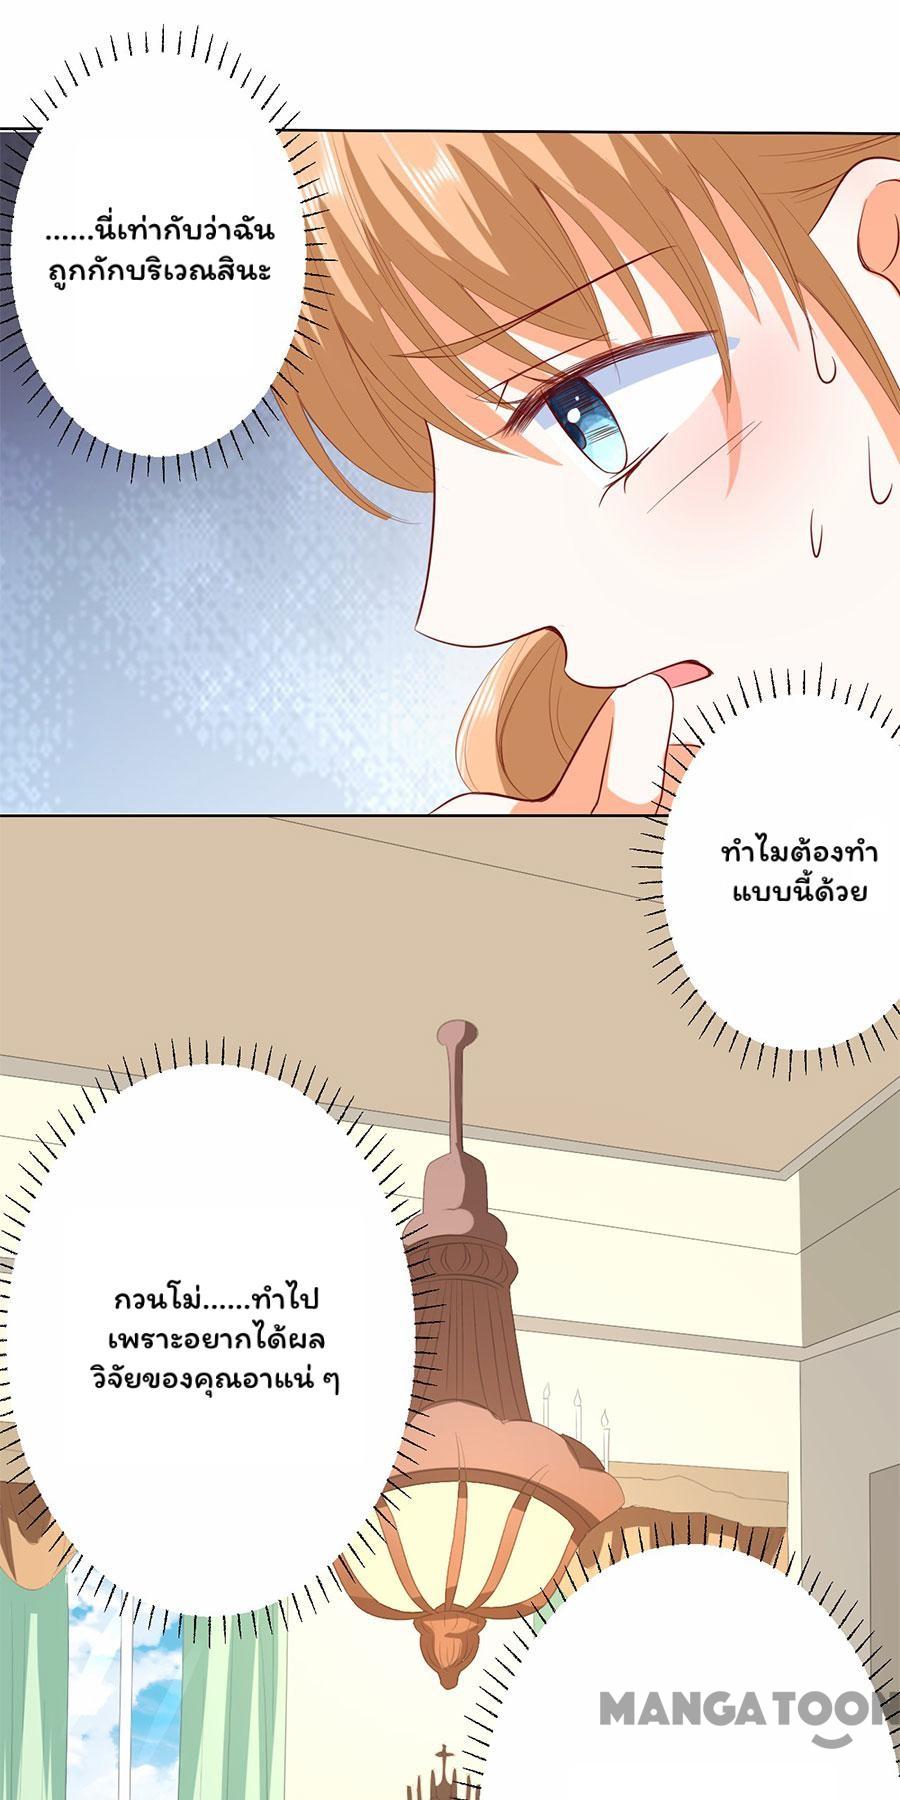 ......นี่เท่ากับว่าฉัน
ถูกกักบริเวณสินะ
ทำไมต้องทำ
แบบนี้ด้วย
กวนโม่......ทำไป
เพราะอยากได้ผล
วิจัยของคุณอาแน่ ๆ
MANGATOON